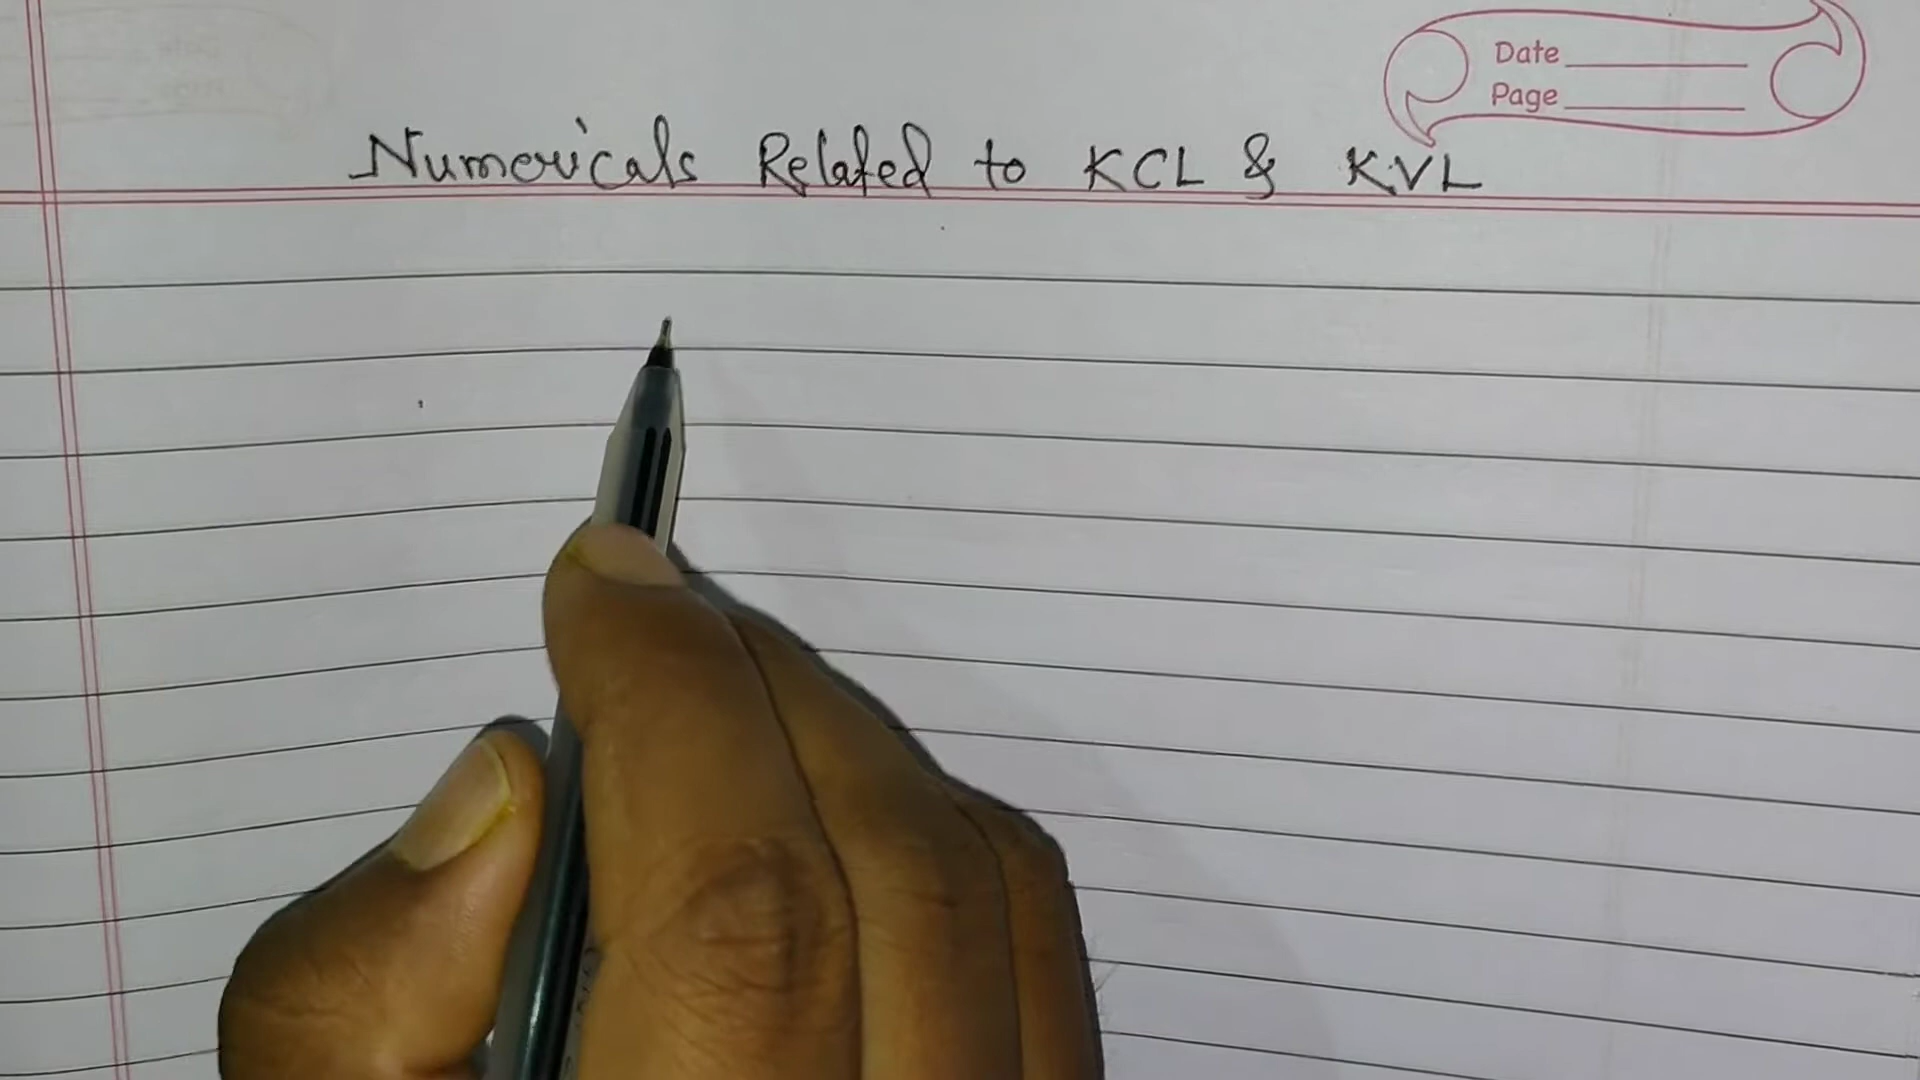 Date
Page
Numericals Related to KCL & KVL